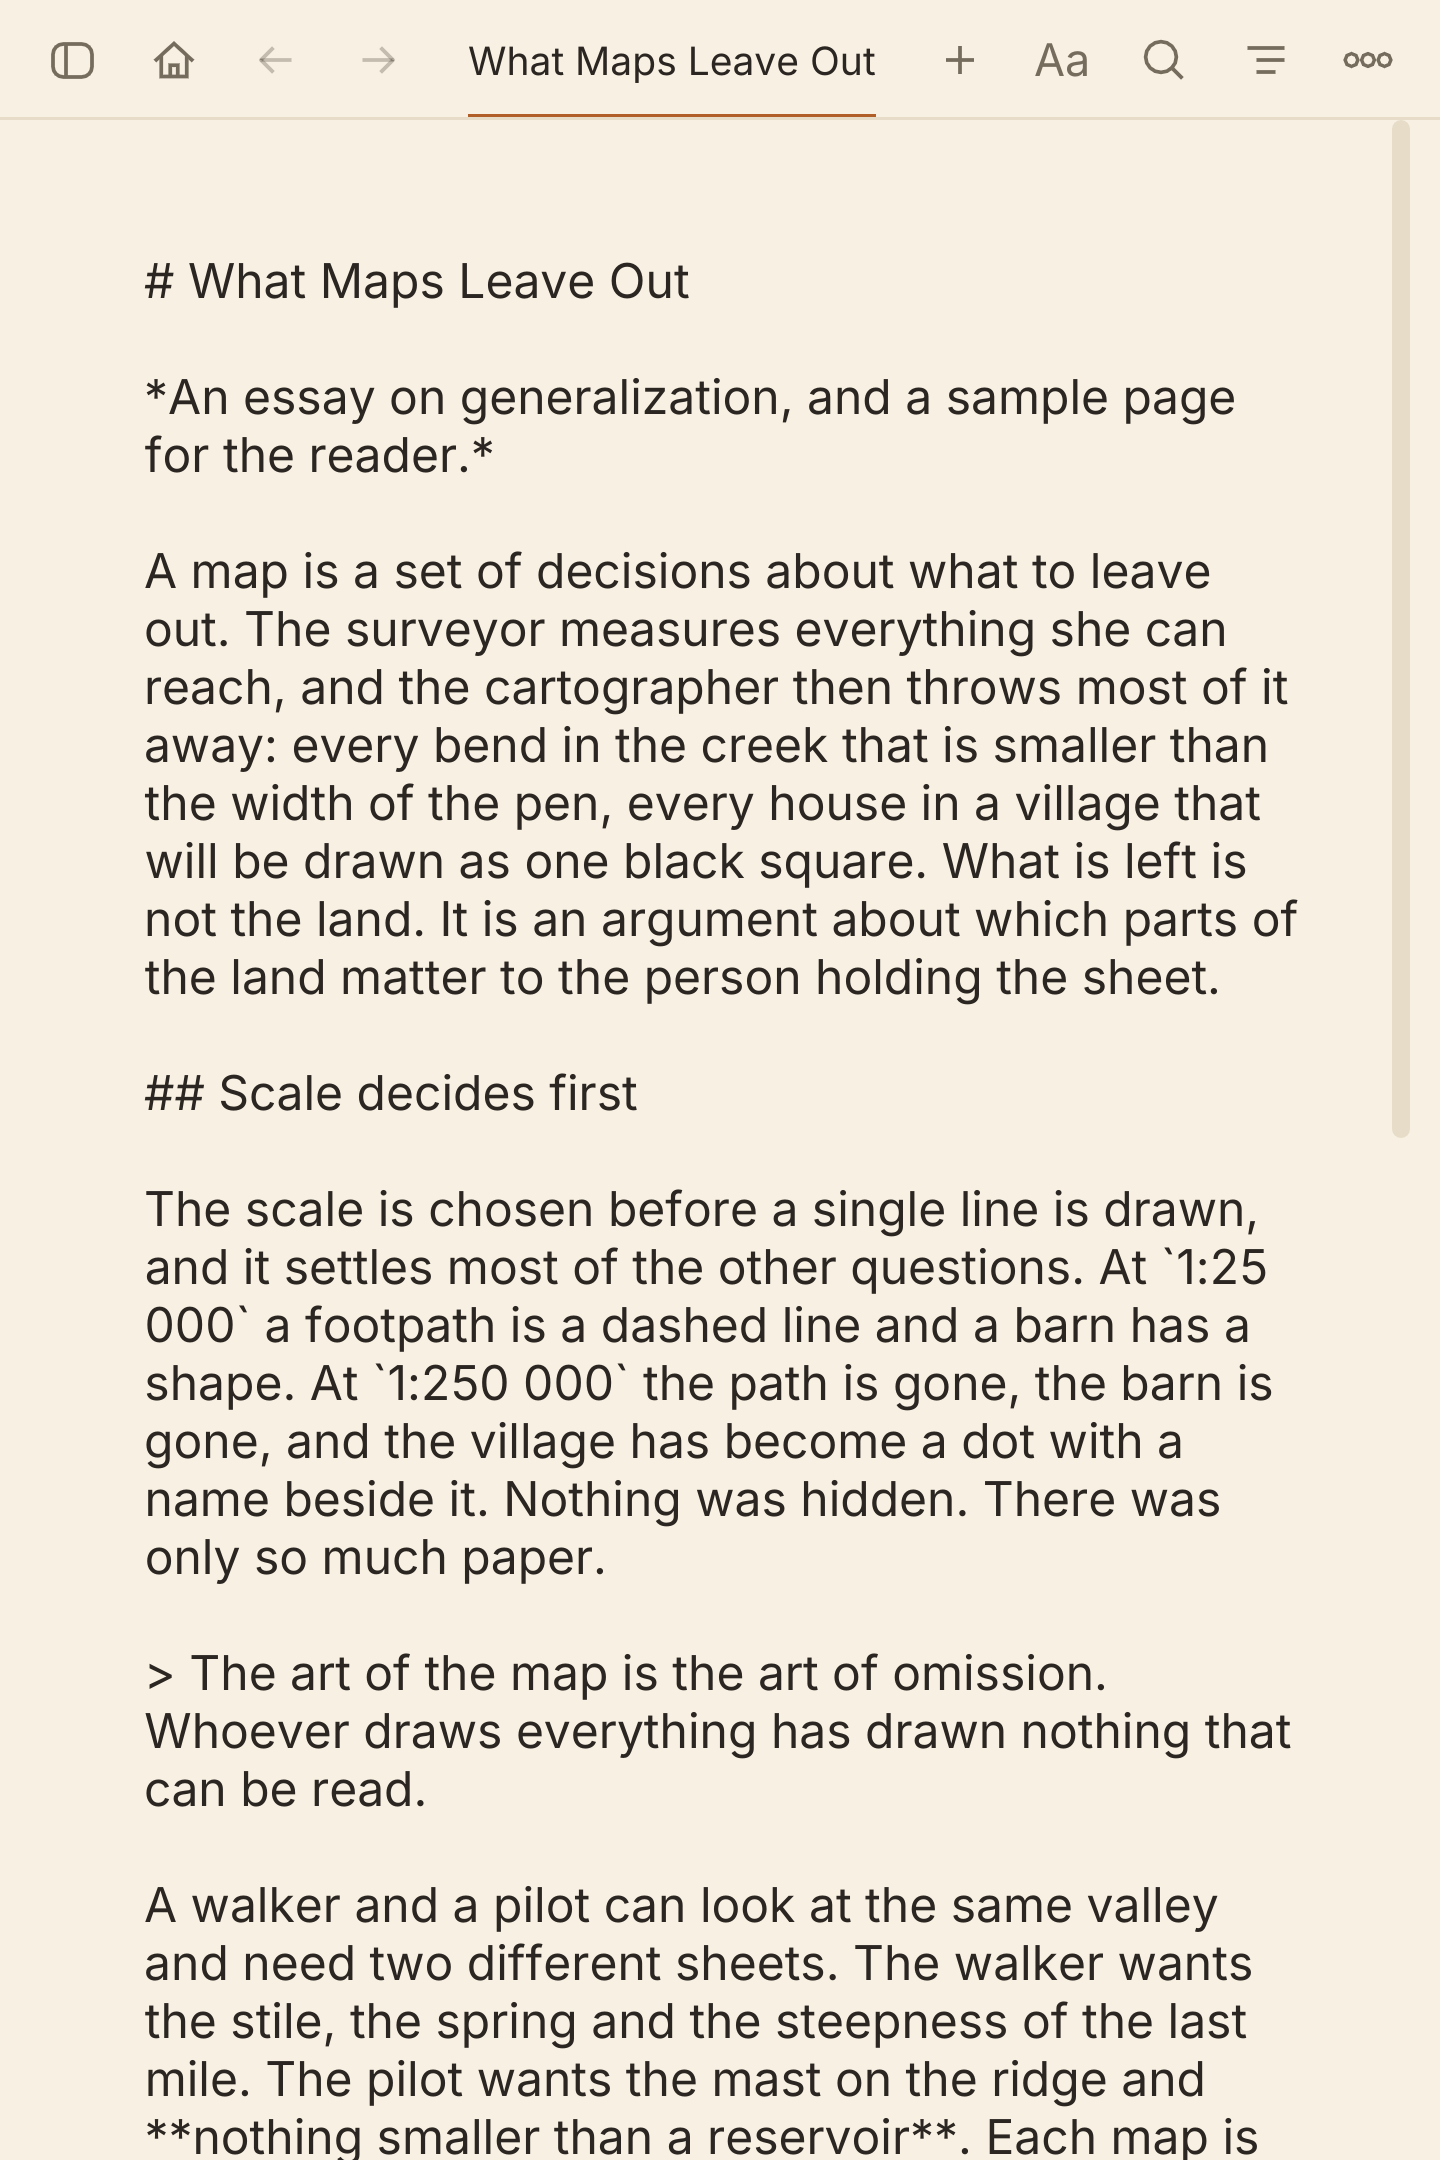 What Maps Leave Out
Aa
# What Maps Leave Out
*An essay on generalization, and a sample page
for the reader.*
A map is a set of decisions about what to leave
out. The surveyor measures everything she can
reach, and the cartographer then throws most of it
away: every bend in the creek that is smaller than
the width of the pen, every house in a village that
will be drawn as one black square. What is left is
not the land. It is an argument about which parts of
the land matter to the person holding the sheet.
## Scale decides first
The scale is chosen before a single line is drawn,
and it settles most of the other questions. At `1:25
000` a footpath is a dashed line and a barn has a
shape. At `1:250 000` the path is gone, the barn is
gone, and the village has become a dot with a
name beside it. Nothing was hidden. There was
only so much paper.
> The art of the map is the art of omission.
Whoever draws everything has drawn nothing that
can be read.
A walker and a pilot can look at the same valley
and need two different sheets. The walker wants
the stile, the spring and the steepness of the last
mile. The pilot wants the mast on the ridge and
**nothing smaller than a reservoir**. Each map is